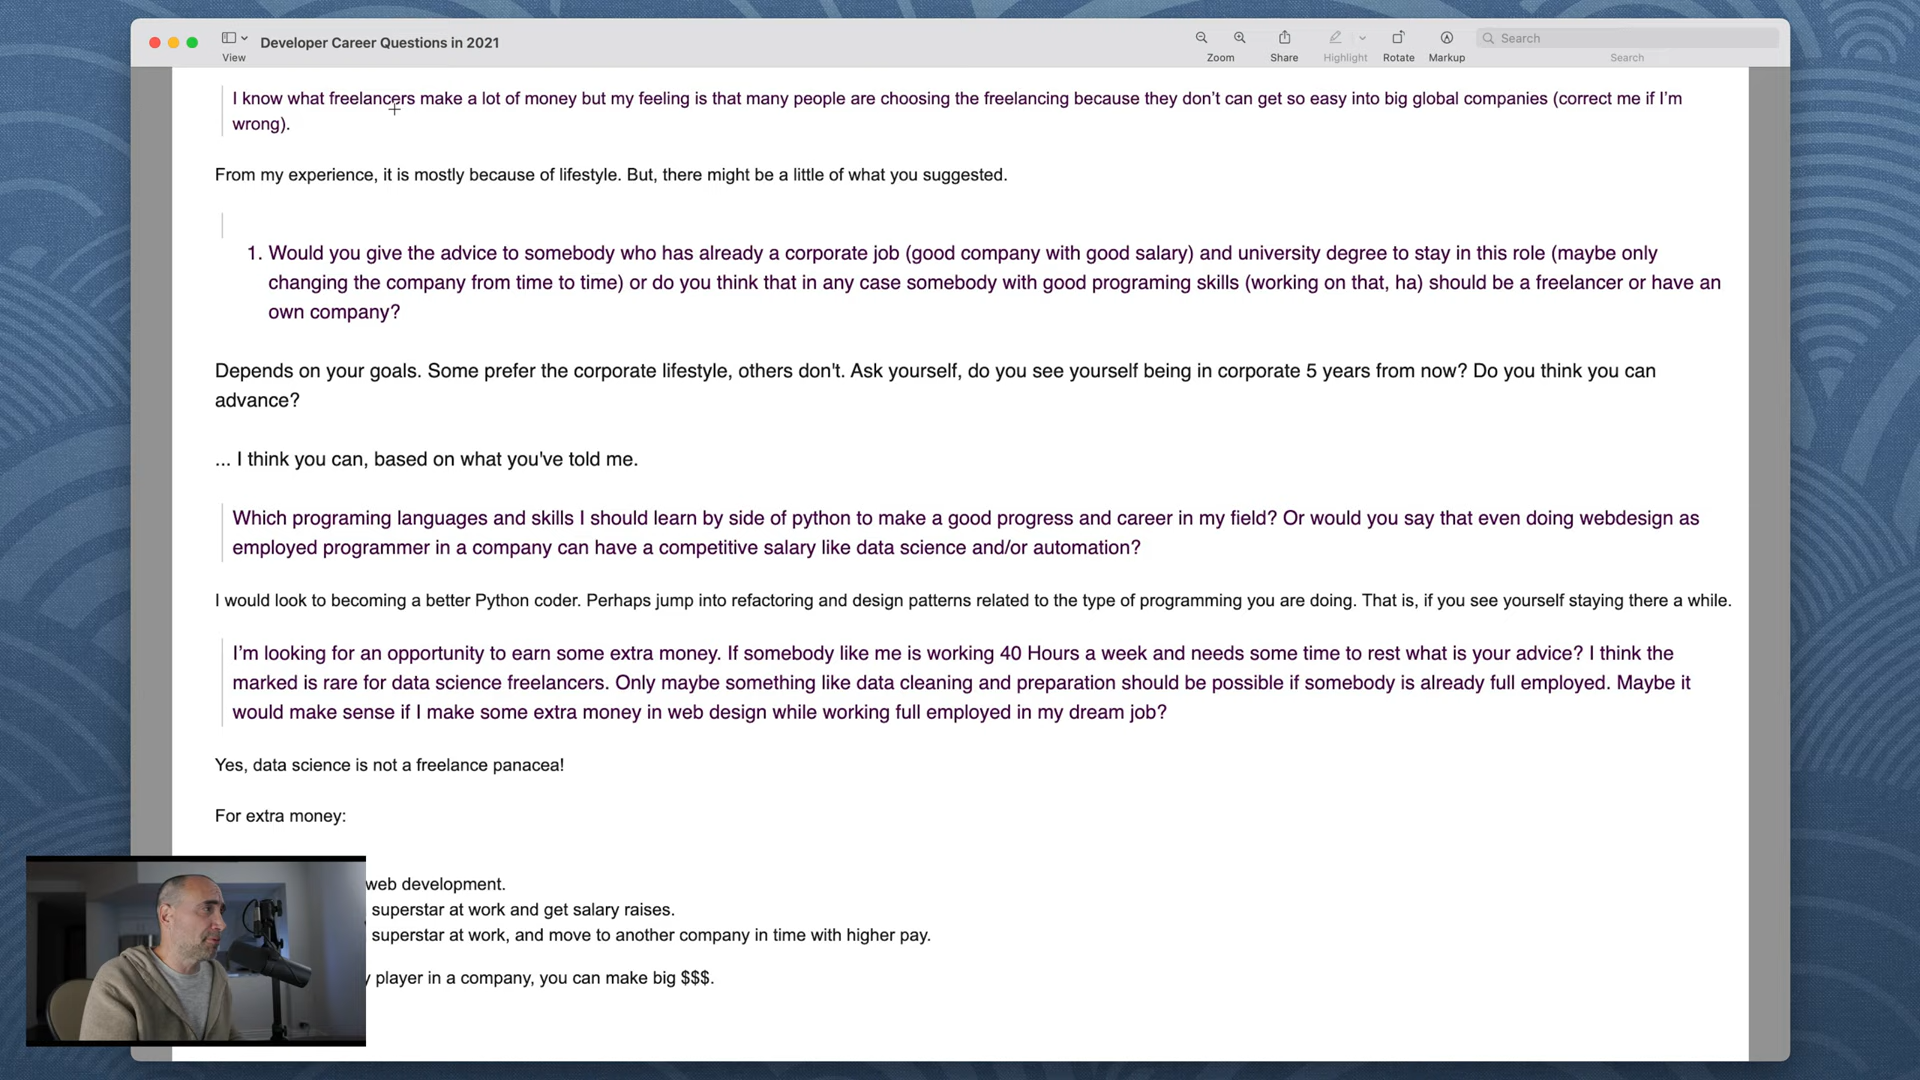 Developer Career Questions in 2021
View
Zoom
Share
Highlight
Rotate
Markup
Search
Search
I know what freelancers make a lot of money but my feeling is that many people are choosing the freelancing because they don't can get so easy into big global companies (correct me if I'm
wrong).
From my experience, it is mostly because of lifestyle. But, there might be a little of what you suggested.
1. Would you give the advice to somebody who has already a corporate job (good company with good salary) and university degree to stay in this role (maybe only
changing the company from time to time) or do you think that in any case somebody with good programing skills (working on that, ha) should be a freelancer or have an
own company?
Depends on your goals. Some prefer the corporate lifestyle, others don't. Ask yourself, do you see yourself being in corporate 5 years from now? Do you think you can
advance?
... I think you can, based on what you've told me.
Which programing languages and skills I should learn by side of python to make a good progress and career in my field? Or would you say that even doing webdesign as
employed programmer in a company can have a competitive salary like data science and/or automation?
I would look to becoming a better Python coder. Perhaps jump into refactoring and design patterns related to the type of programming you are doing. That is, if you see yourself staying there a while.
I'm looking for an opportunity to earn some extra money. If somebody like me is working 40 Hours a week and needs some time to rest what is your advice? I think the
marked is rare for data science freelancers. Only maybe something like data cleaning and preparation should be possible if somebody is already full employed. Maybe it
would make sense if I make some extra money in web design while working full employed in my dream job?
Yes, data science is not a freelance panacea!
For extra money:
web development.
superstar at work and get salary raises.
superstar at work, and move to another company in time with higher pay.
player in a company, you can make big $$$.